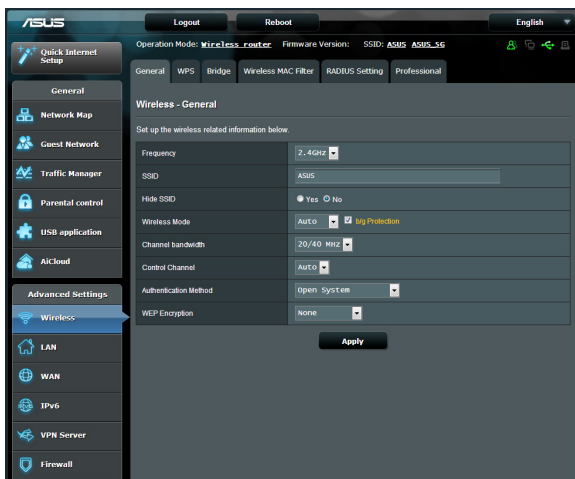 ASUS
Logout
Reboot
English
Quick Internet Setup
Operation Mode: Wireless router Firmware Version: SSID: ASUS ASUS_5G
General WPS Bridge Wireless MAC Filter RADIUS Setting Professional
General
Network Map
Guest Network
Traffic Manager
Parental control
USB application
AiCloud
Advanced Settings
Wireless
LAN
WAN
IPv6
VPN Server
Firewall
Wireless - General
Set up the wireless related information below.
Frequency 2.4GHz
SSID ASUS
Hide SSID Yes No
Wireless Mode Auto b/g Protection
Channel bandwidth 20/40 MHz
Control Channel Auto
Authentication Method Open System
WEP Encryption None
Apply